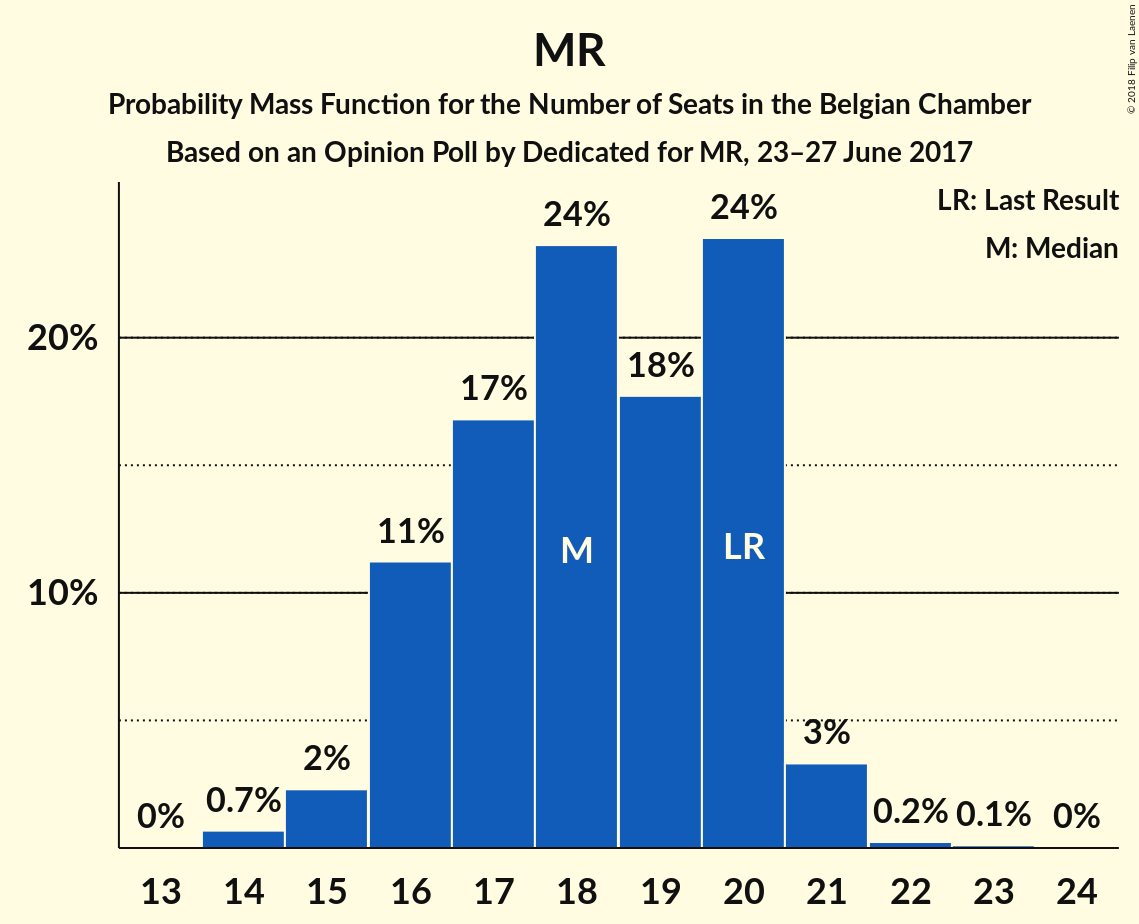 MR
Probability Mass Function for the Number of Seats in the Belgian Chamber
Based on an Opinion Poll by Dedicated for MR, 23–27 June 2017
© 2018 Filip van Laenen
LR: Last Result
M: Median
20%
10%
0%
0.7%
2%
11%
17%
24%
18%
24%
3%
0.2%
0.1%
0%
M
LR
13 14 15 16 17 18 19 20 21 22 23 24